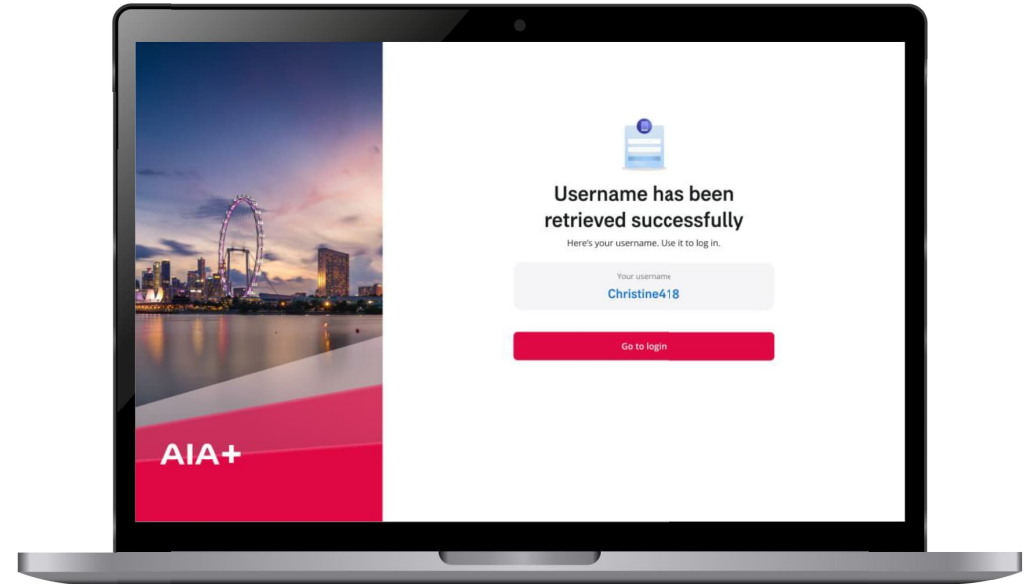 Username has been
retrieved successfully
Here's your username. Use it to log in.
Your username
Christine418
Go to login
AIA+